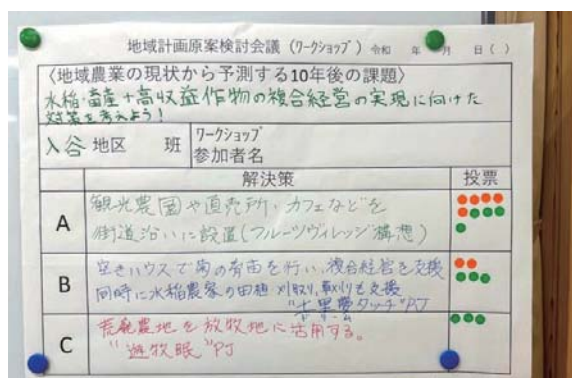 地域計画原案検討会議（ワークショップ）令和 年 月 日（ ）
〈地域農業の現状から予測する10年後の課題〉
水稲・畜産＋高収益作物の複合経営の実現に向けた
対策を考えよう！
入谷 地区 班 ワークショップ
参加者名
解決策 投票
A 観光農園や直売所・カフェなどを
街道沿いに設置（フルーツヴィレッジ構想）
B 空きハウスで菊の育苗を行い、複合経営を支援
同時に水稲農家の田植 刈取り、草刈りも支援
タッチ"PJ
C 荒廃農地を放牧地に活用する。
"遊牧眠"PJ